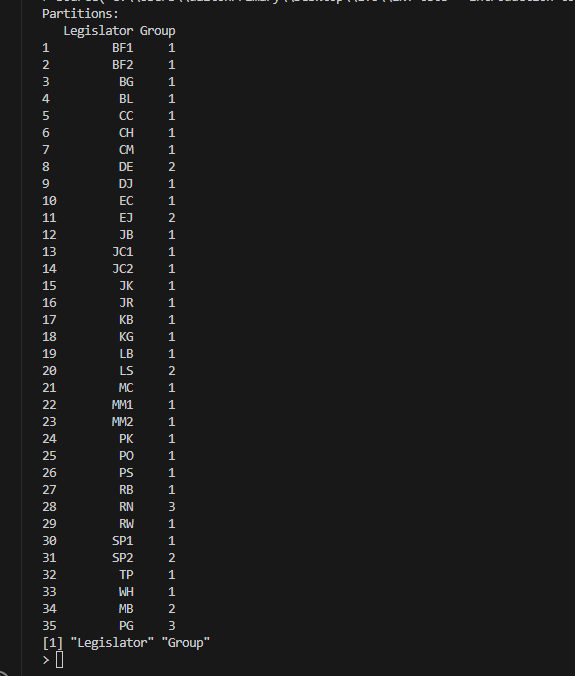 Partitions:
Legislator Group
1 BF1 1
2 BF2 1
3 BG 1
4 BL 1
5 CC 1
6 CH 1
7 CM 1
8 DE 2
9 DJ 1
10 EC 1
11 EJ 2
12 JB 1
13 JC1 1
14 JC2 1
15 JK 1
16 JR 1
17 KB 1
18 KG 1
19 LB 1
20 LS 2
21 MC 1
22 MM1 1
23 MM2 1
24 PK 1
25 PO 1
26 PS 1
27 RB 1
28 RN 3
29 RW 1
30 SP1 1
31 SP2 2
32 TP 1
33 WH 1
34 MB 2
35 PG 3
[1] "Legislator" "Group"
>